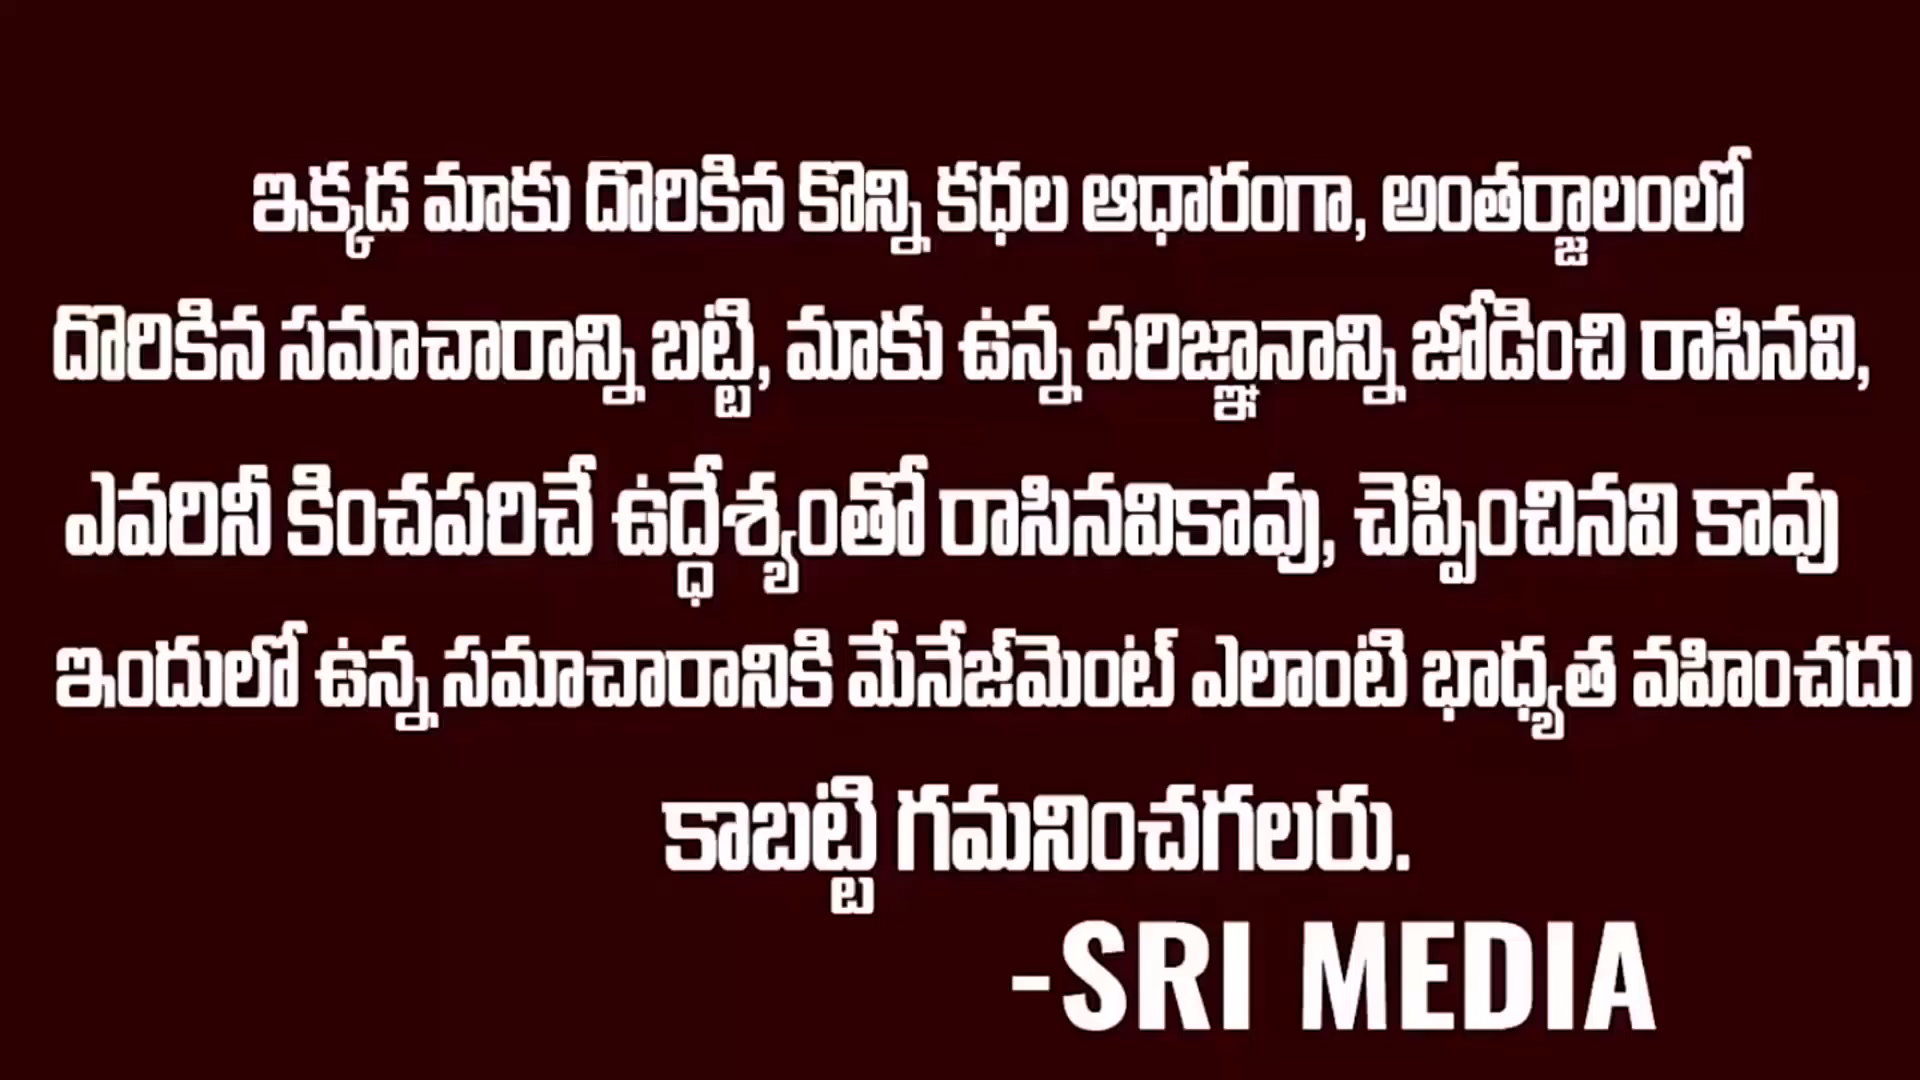 ఇక్కడ మాకు దొరికిన కొన్ని కధల ఆధారంగా, అంతర్జాలంలో
దొరికిన సమాచారాన్ని బట్టి, మాకు ఉన్న పరిజ్ఞానాన్ని జోడించి రాసినవి,
ఎవరినీ కించపరిచే ఉద్ధేశ్యంతో రాసినవికావు, చెప్పించినవి కావు
ఇందులో ఉన్న సమాచారానికి మేనేజ్‌మెంట్ ఎలాంటి భాధ్యత వహించదు
కాబట్టి గమనించగలరు.
-SRI MEDIA